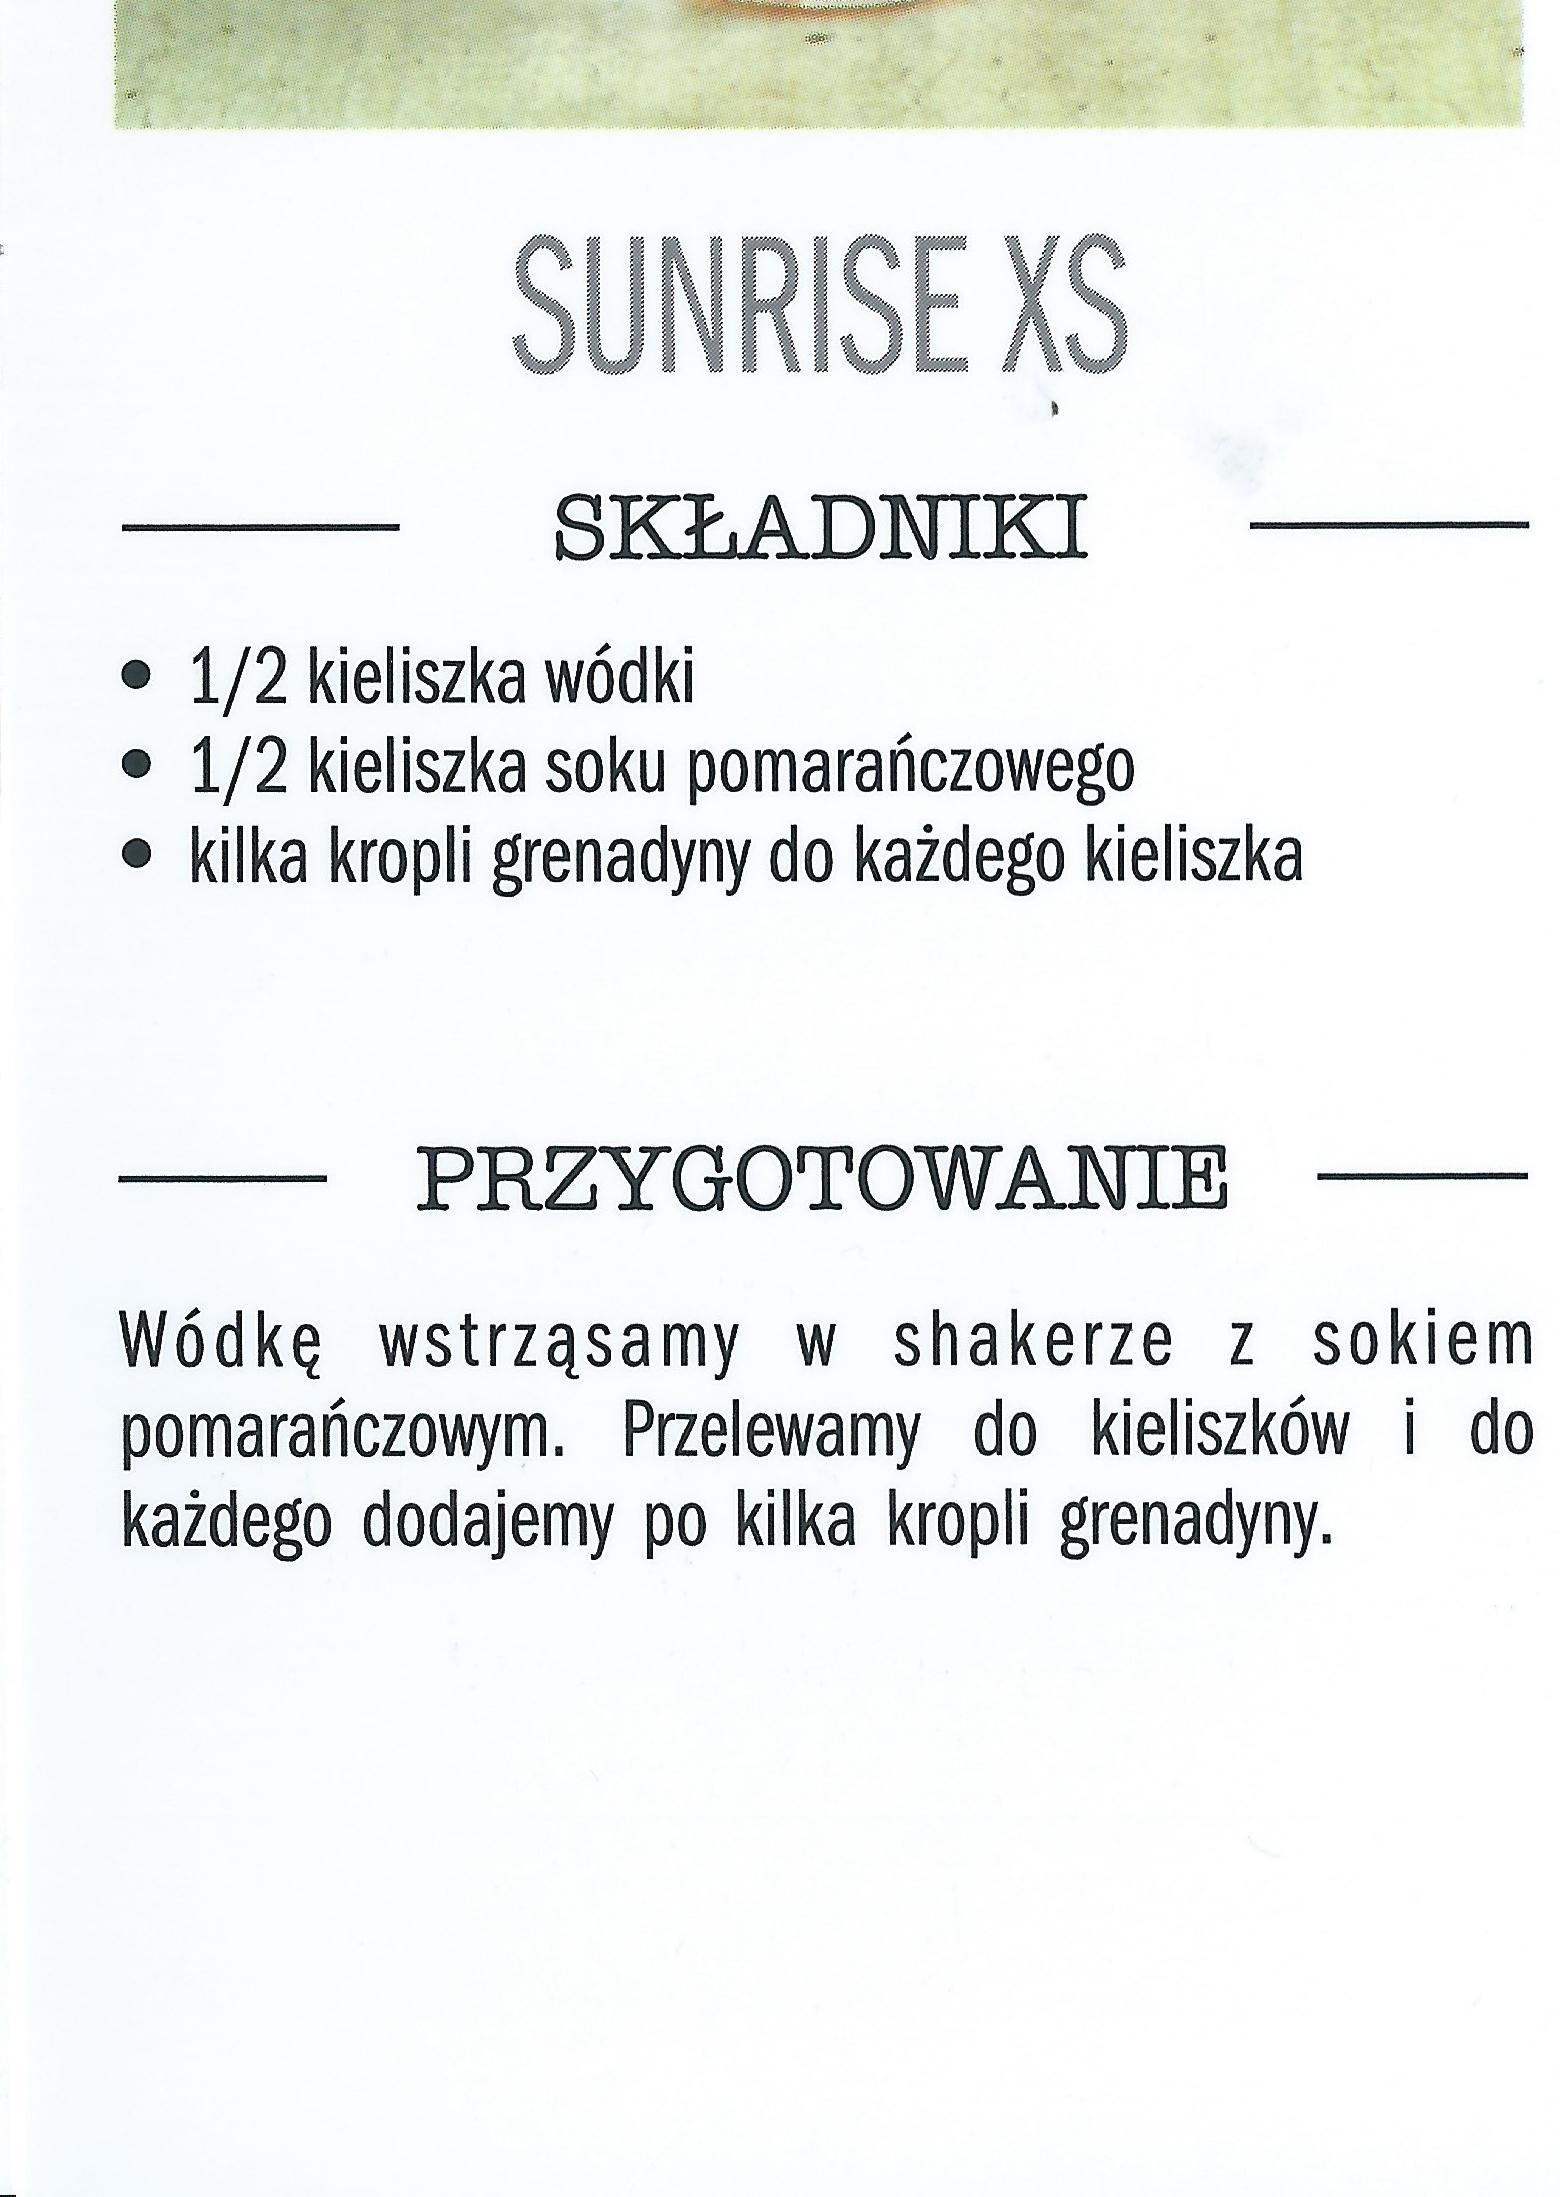 SUNRISE XS
SKŁADNIKI
• 1/2 kieliszka wódki
• 1/2 kieliszka soku pomarańczowego
• kilka kropli grenadyny do każdego kieliszka
PRZYGOTOWANIE
Wódkę wstrząsamy w shakerze z sokiem
pomarańczowym. Przelewamy do kieliszków i do
każdego dodajemy po kilka kropli grenadyny.